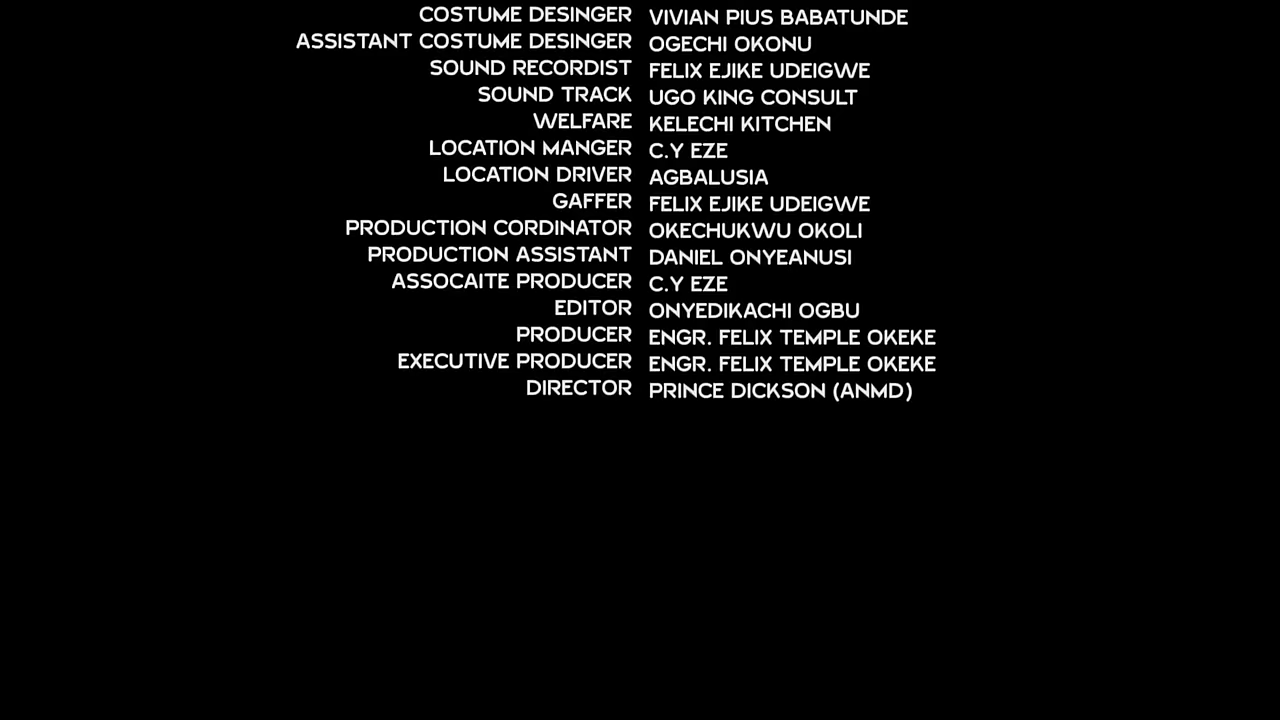 COSTUME DESINGER VIVIAN PIUS BABATUNDE
ASSISTANT COSTUME DESINGER OGECHI OKONU
SOUND RECORDIST FELIX EJIKE UDEIGWE
SOUND TRACK UGO KING CONSULT
WELFARE KELECHI KITCHEN
LOCATION MANGER C.Y EZE
LOCATION DRIVER AGBALUSIA
GAFFER FELIX EJIKE UDEIGWE
PRODUCTION CORDINATOR OKECHUKWU OKOLI
PRODUCTION ASSISTANT DANIEL ONYEANUSI
ASSOCAITE PRODUCER C.Y EZE
EDITOR ONYEDIKACHI OGBU
PRODUCER ENGR. FELIX TEMPLE OKEKE
EXECUTIVE PRODUCER ENGR. FELIX TEMPLE OKEKE
DIRECTOR PRINCE DICKSON (ANMD)